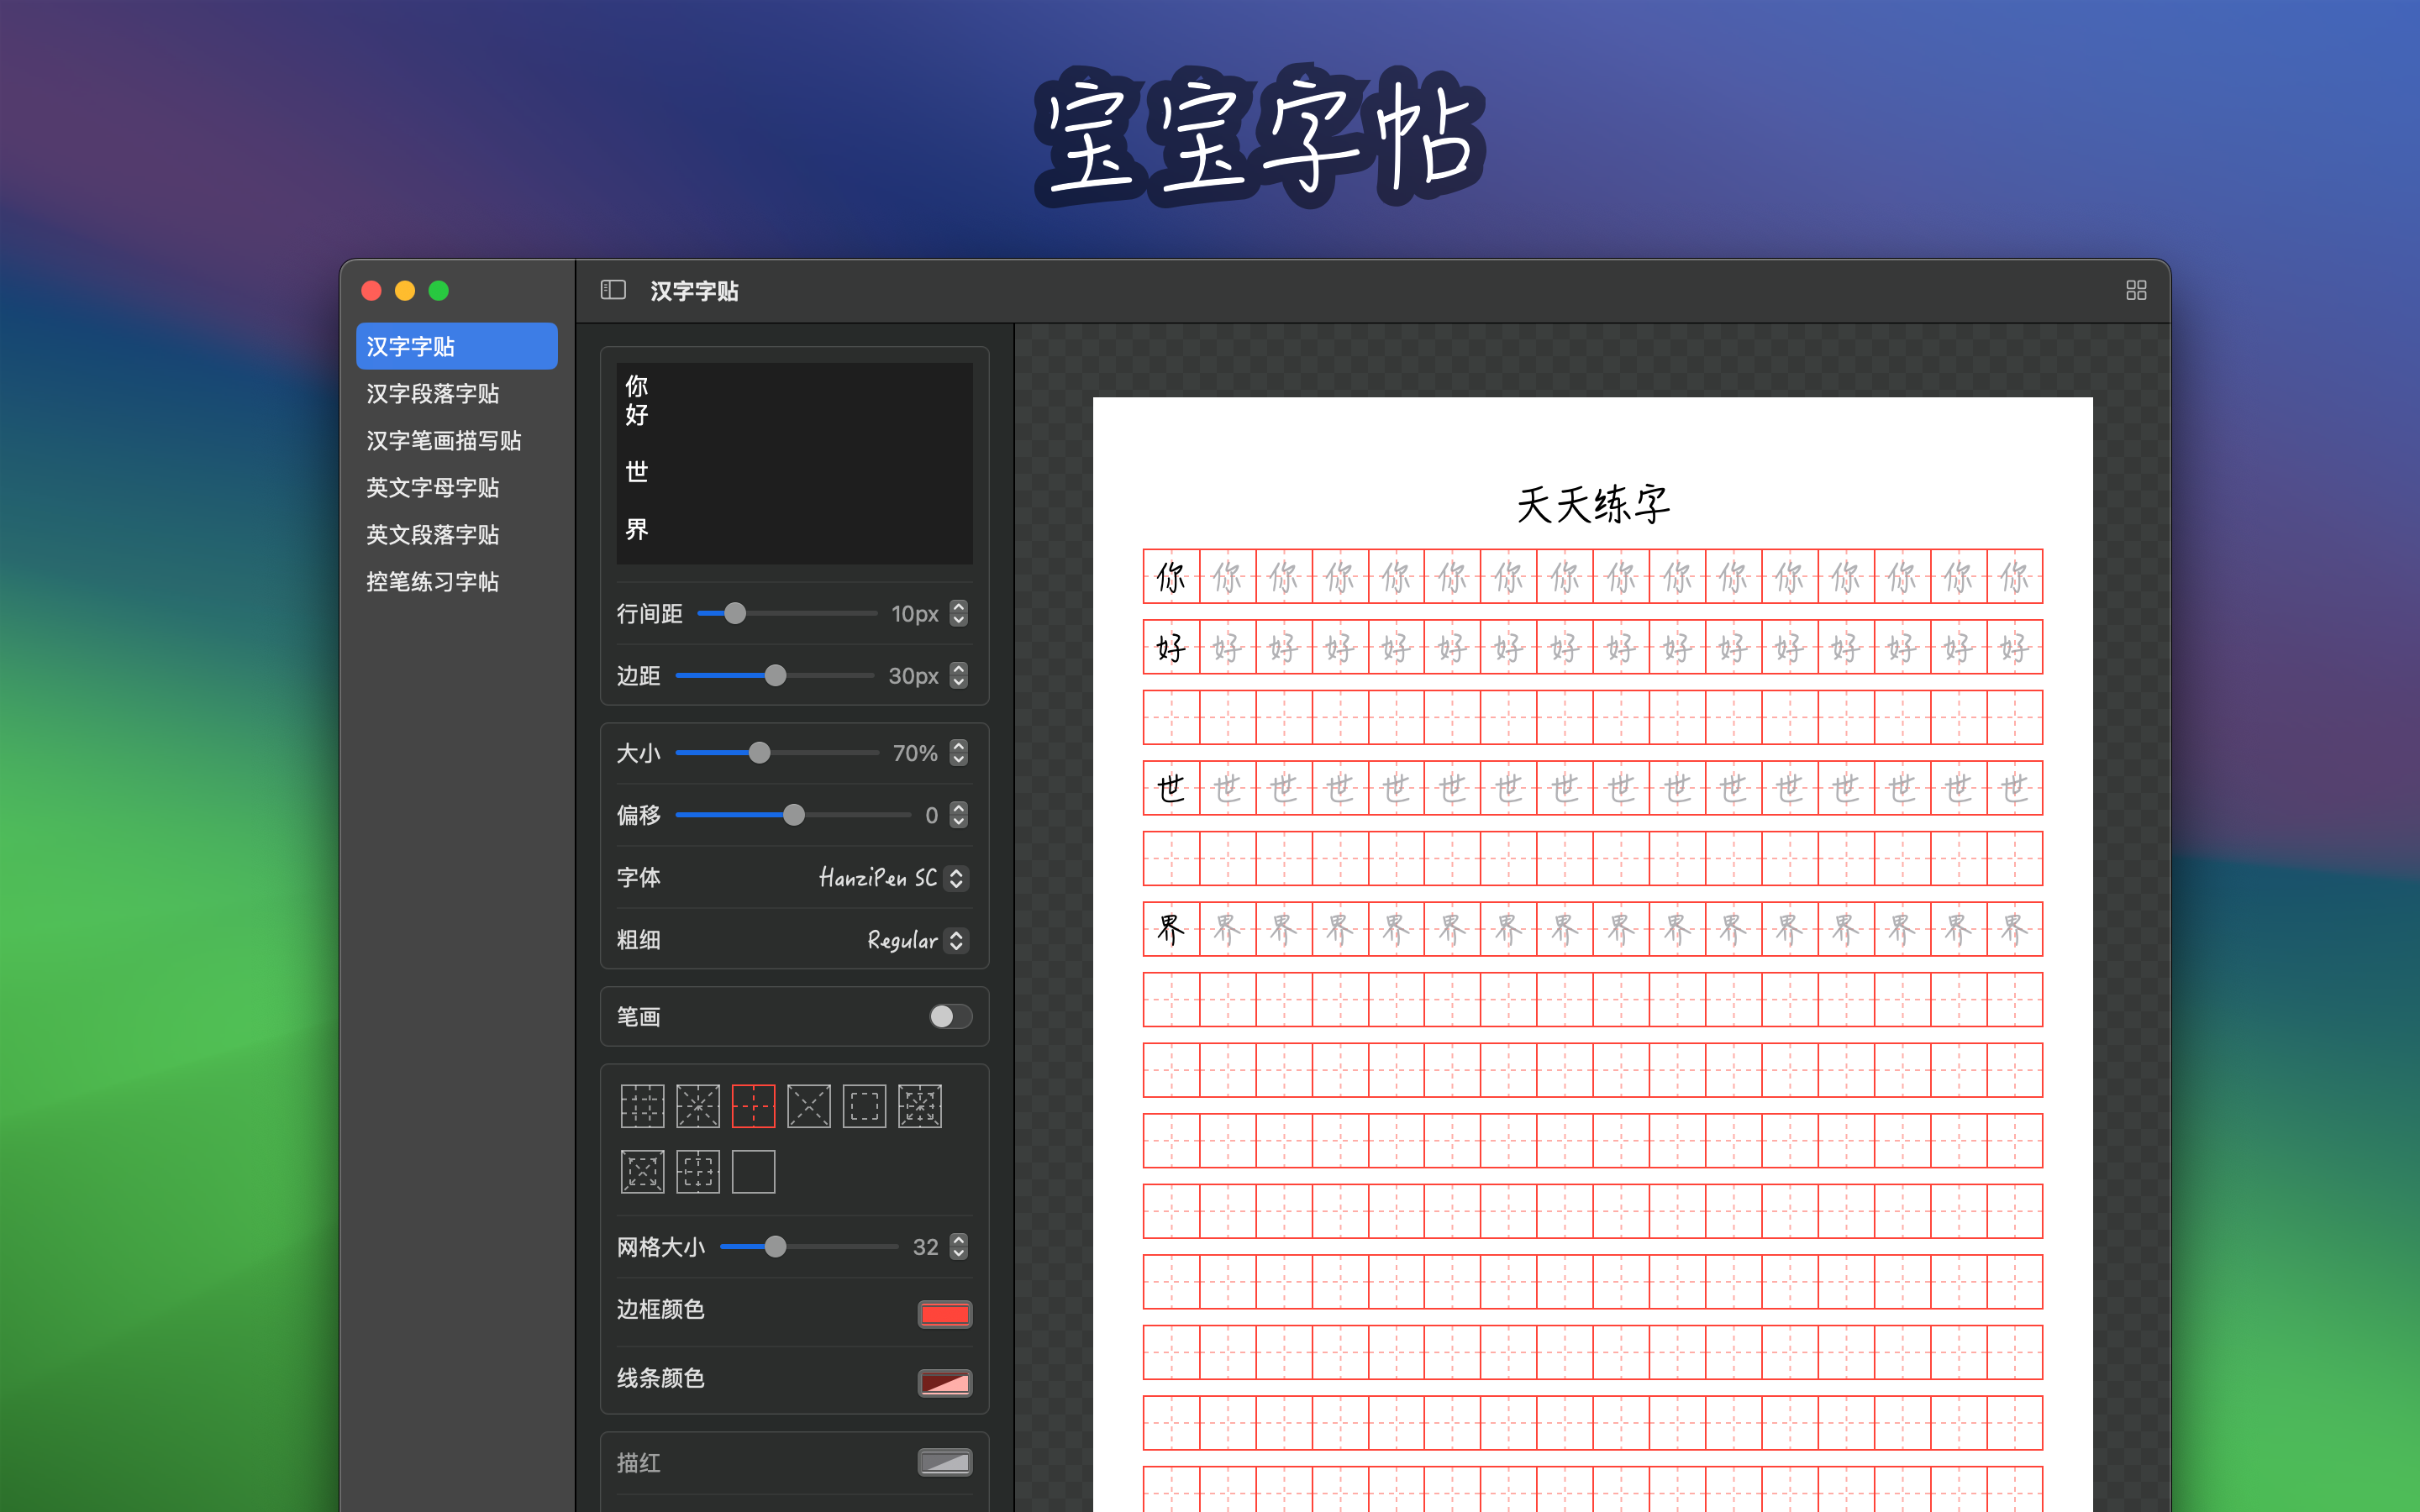 宝宝字帖
汉字字贴
汉字字贴
汉字段落字贴
汉字笔画描写贴
英文字母字贴
英文段落字贴
控笔练习字帖
你
好
世
界
行间距 10px
边距 30px
大小 70%
偏移 0
字体 HanziPen SC
粗细 Regular
笔画
网格大小 32
边框颜色
线条颜色
描红
天天练字
你 你 你 你 你 你 你 你 你 你 你 你 你 你 你 你
好 好 好 好 好 好 好 好 好 好 好 好 好 好 好 好
世 世 世 世 世 世 世 世 世 世 世 世 世 世 世 世
界 界 界 界 界 界 界 界 界 界 界 界 界 界 界 界